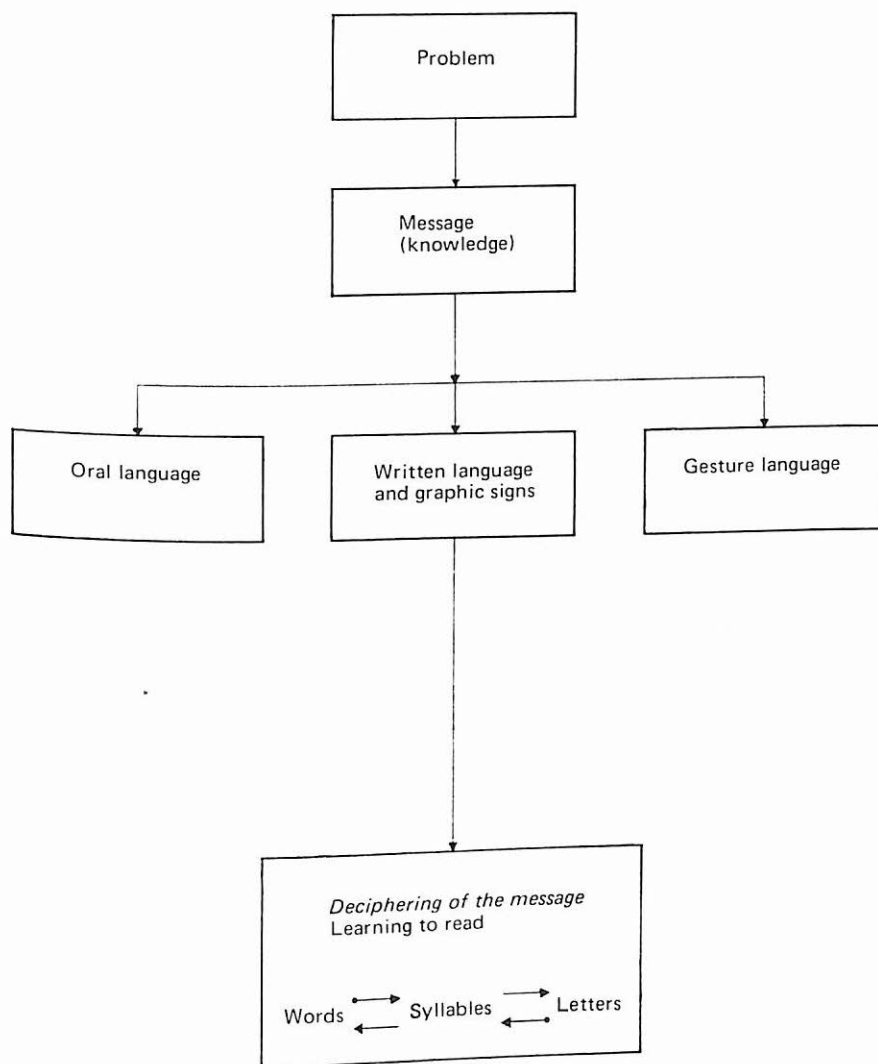 Problem
Message
(knowledge)
Oral language
Written language
and graphic signs
Gesture language
Deciphering of the message
Learning to read
Words Syllables Letters